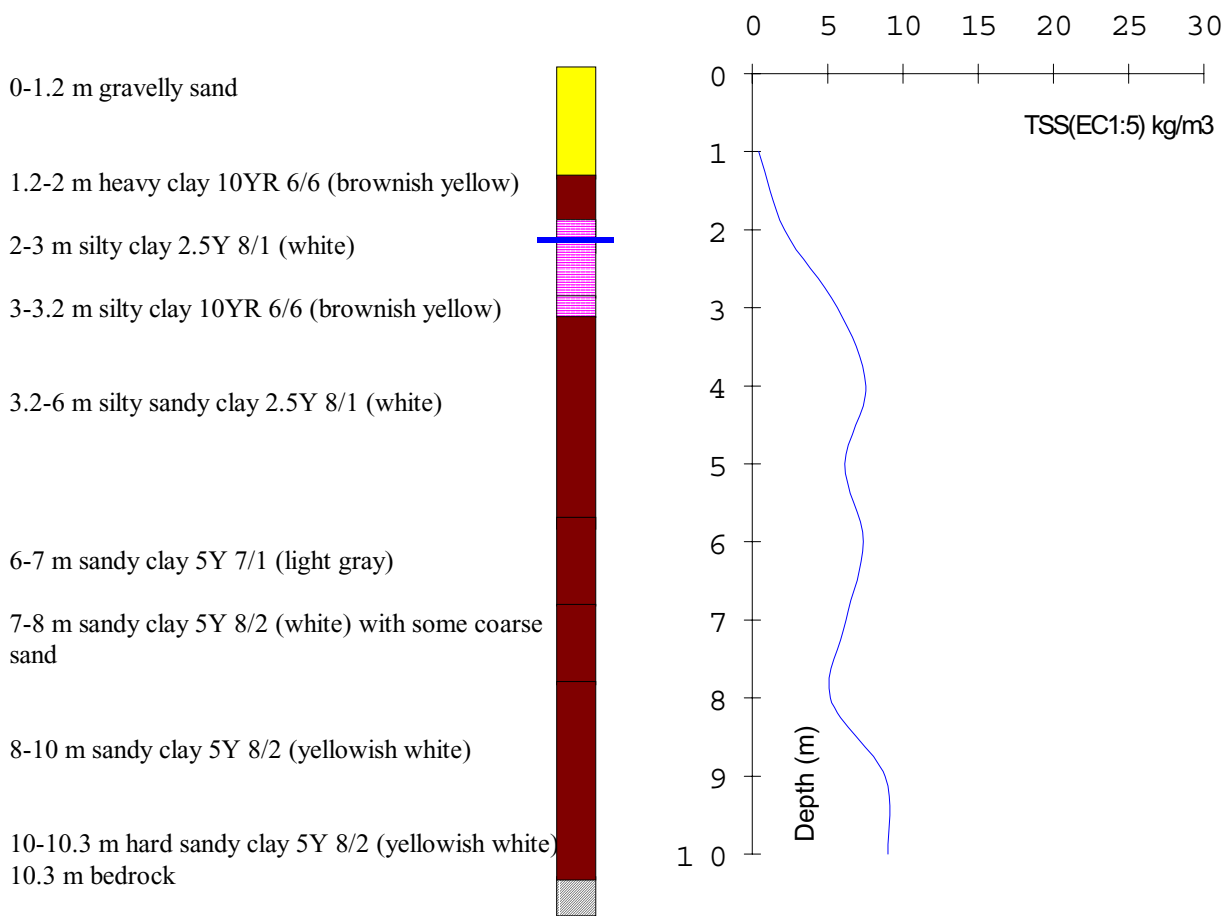 0 5 10 15 20 25 30
0
TSS(EC1:5) kg/m3
1
2
3
4
5
6
7
8
9
1 0
Depth (m)
0-1.2 m gravelly sand
1.2-2 m heavy clay 10YR 6/6 (brownish yellow)
2-3 m silty clay 2.5Y 8/1 (white)
3-3.2 m silty clay 10YR 6/6 (brownish yellow)
3.2-6 m silty sandy clay 2.5Y 8/1 (white)
6-7 m sandy clay 5Y 7/1 (light gray)
7-8 m sandy clay 5Y 8/2 (white) with some coarse
sand
8-10 m sandy clay 5Y 8/2 (yellowish white)
10-10.3 m hard sandy clay 5Y 8/2 (yellowish white)
10.3 m bedrock